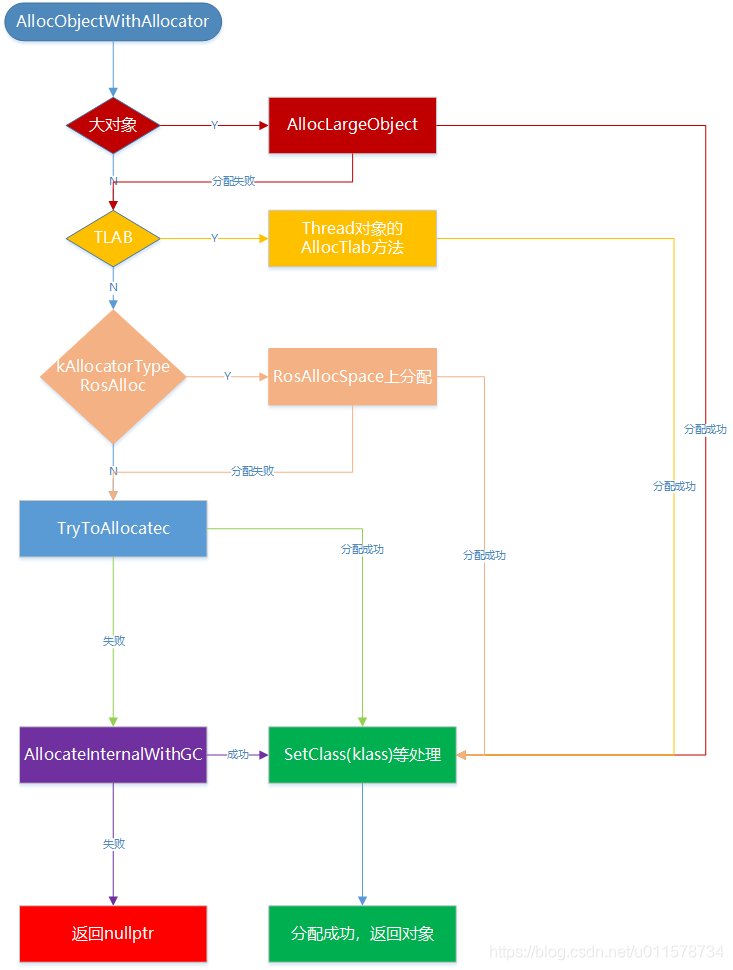 AllocObjectWithAllocator
大对象
Y
AllocLargeObject
N
分配失败
TLAB
Y
Thread对象的
AllocTlab方法
N
kAllocatorType
RosAlloc
Y
RosAllocSpace上分配
分配成功
N
分配失败
分配成功
TryToAllocatec
分配成功
分配成功
失败
AllocateInternalWithGC
成功
SetClass(klass)等处理
失败
返回nullptr
分配成功，返回对象
https://blog.csdn.net/u011578734